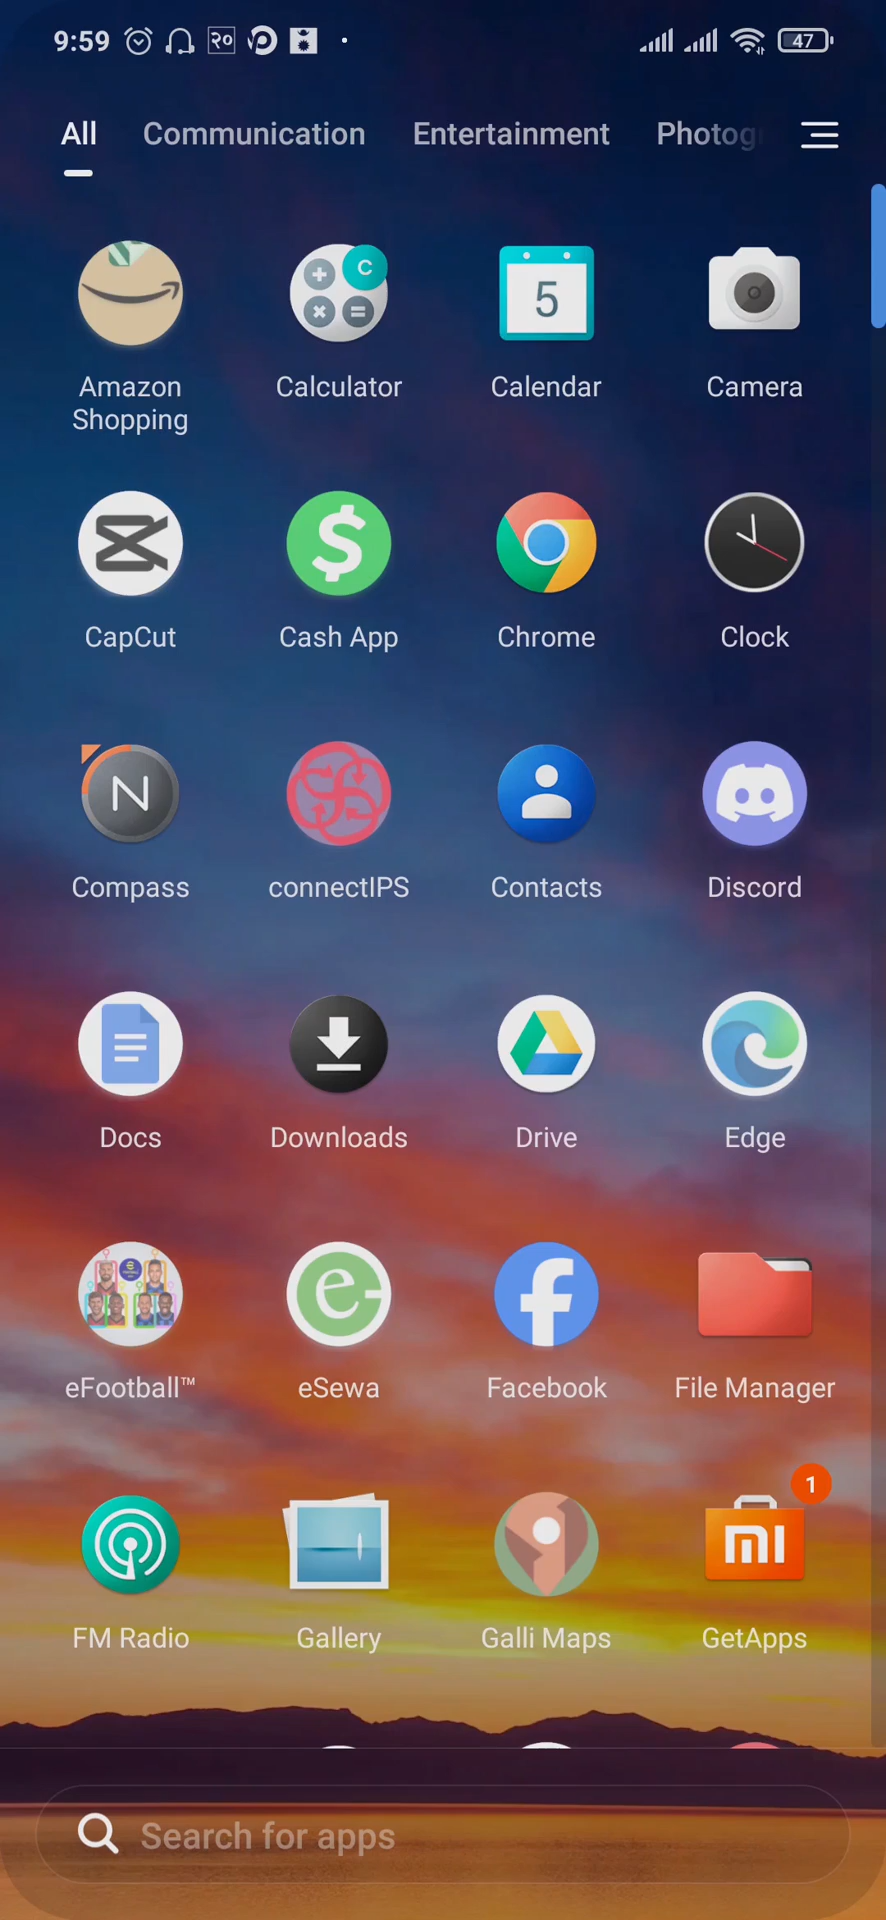 9:59 २० 47
All Communication Entertainment Photog
C
5
Amazon Shopping
Calculator
Calendar
Camera
CapCut
Cash App
Chrome
Clock
N
Compass
connectIPS
Contacts
Discord
Docs
Downloads
Drive
Edge
eFootball™
eSewa
Facebook
File Manager
1
FM Radio
Gallery
Galli Maps
GetApps
Search for apps